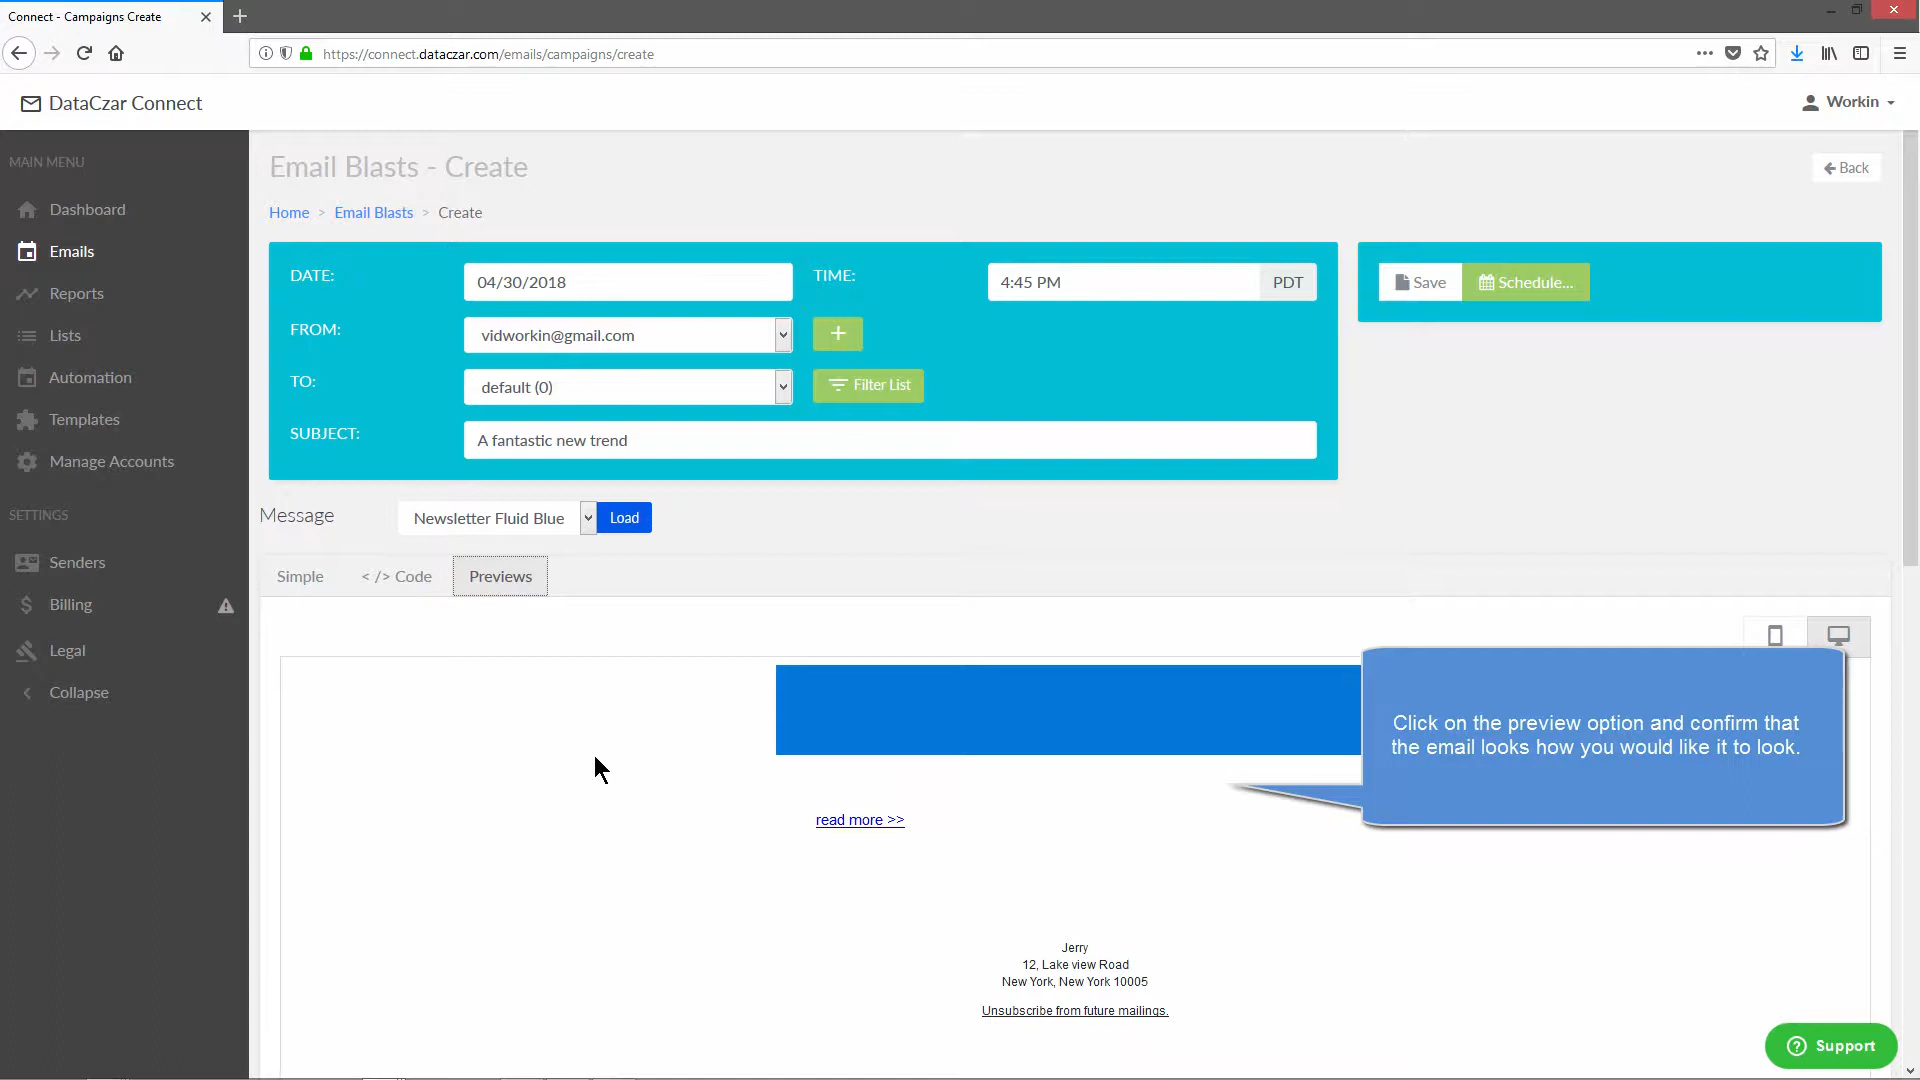 Connect - Campaigns Create
https://connect.dataczar.com/emails/campaigns/create
DataCzar Connect
Workin
MAIN MENU
Dashboard
Emails
Reports
Lists
Automation
Templates
Manage Accounts
SETTINGS
Senders
Billing
Legal
Collapse
Email Blasts - Create
Back
Home > Email Blasts > Create
DATE: 04/30/2018 TIME: 4:45 PM PDT
Save Schedule...
FROM: vidworkin@gmail.com +
TO: default (0) Filter List
SUBJECT: A fantastic new trend
Message Newsletter Fluid Blue Load
Simple < /> Code Previews
Click on the preview option and confirm that
the email looks how you would like it to look.
read more >>
Jerry
12, Lake view Road
New York, New York 10005
Unsubscribe from future mailings.
Support